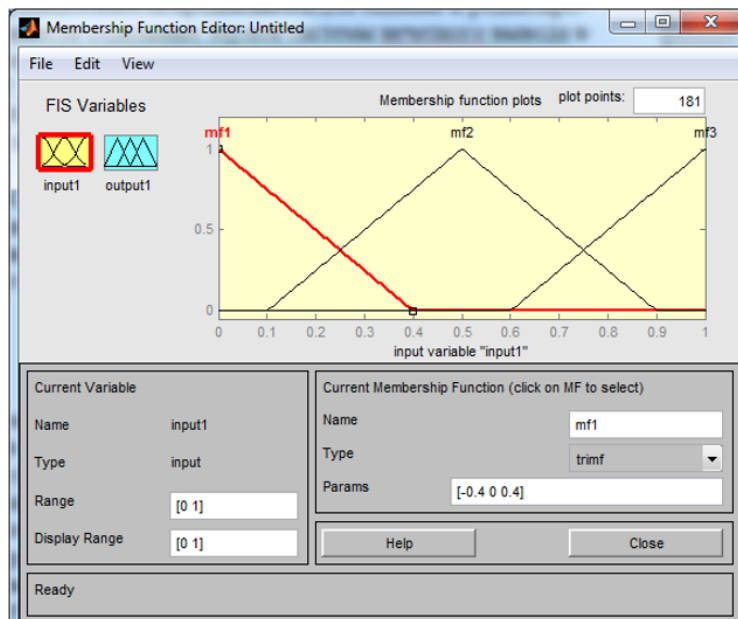 Membership Function Editor: Untitled
File Edit View
FIS Variables
Membership function plots plot points: 181
input1 output1
mf1 mf2 mf3
1
0.5
0
0 0.1 0.2 0.3 0.4 0.5 0.6 0.7 0.8 0.9 1
input variable "input1"
Current Variable
Name input1
Type input
Range [0 1]
Display Range [0 1]
Current Membership Function (click on MF to select)
Name mf1
Type trimf
Params [-0.4 0 0.4]
Help Close
Ready